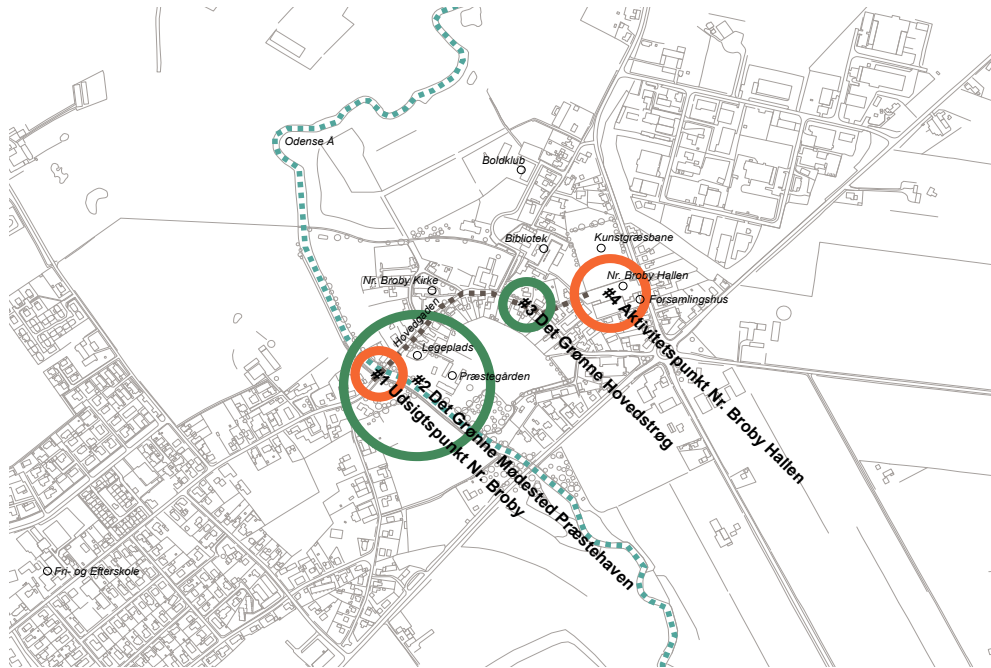 Odense Å
Boldklub
Bibliotek
Kunstgræsbane
Nr. Broby Kirke
Nr. Broby Hallen
Forsamlingshus
Hovedgaden
Legeplads
Præstegården
#1 Udsigtspunkt Nr. Broby
#2 Det Grønne Mødested Præstehaven
#3 Det Grønne Hovedstrøg
#4 Aktivitetspunkt Nr. Broby Hallen
Fri- og Efterskole